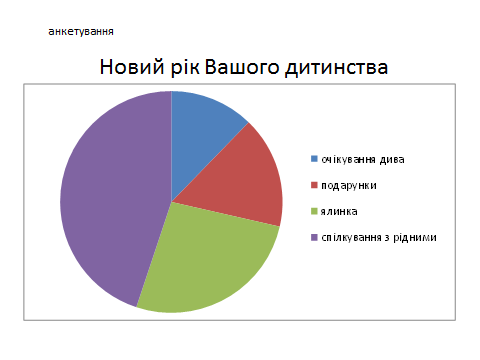 анкетування
Новий рік Вашого дитинства
очікування дива
подарунки
ялинка
спілкування з рідними